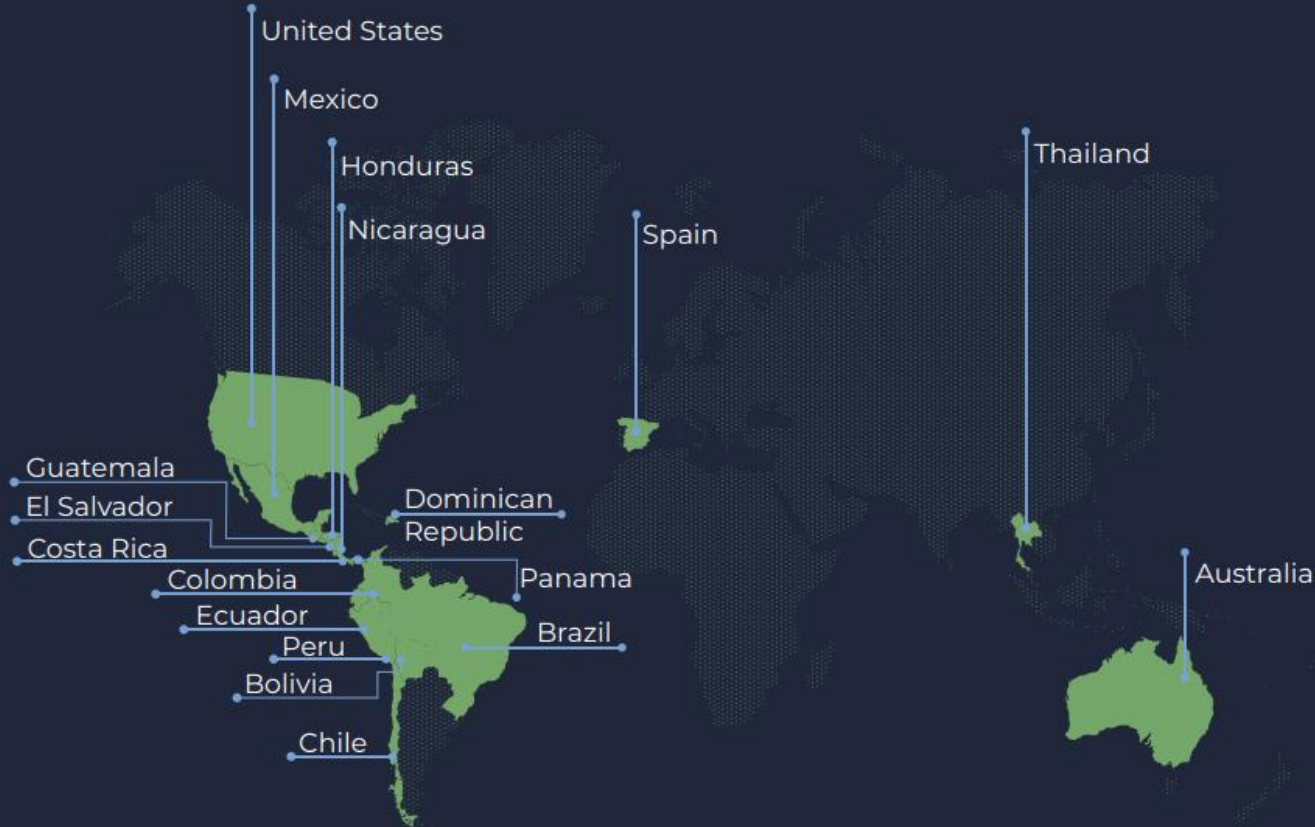 United States
Mexico
Honduras
Thailand
Nicaragua
Spain
Guatemala
El Salvador
Dominican
Republic
Costa Rica
Colombia
Panama
Australia
Ecuador
Brazil
Peru
Bolivia
Chile